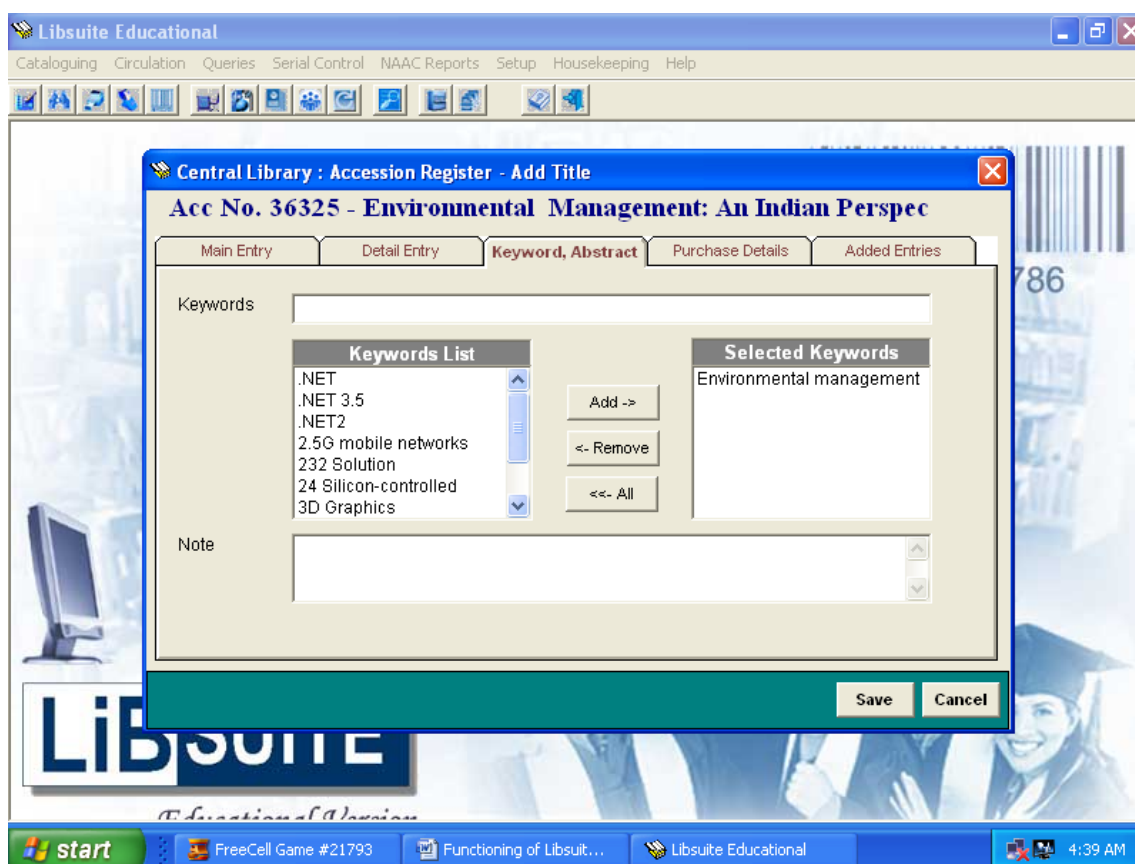 Libsuite Educational
Cataloguing Circulation Queries Serial Control NAAC Reports Setup Housekeeping Help
Central Library : Accession Register - Add Title
Acc No. 36325 - Environmental Management: An Indian Perspec
Main Entry Detail Entry Keyword, Abstract Purchase Details Added Entries
786
Keywords
Keywords List Selected Keywords
.NET Environmental management
.NET 3.5
Add ->
.NET2
2.5G mobile networks
<- Remove
232 Solution
24 Silicon-controlled
<<- All
3D Graphics
Note
Save Cancel
LiBSUITE
Educational Version
start FreeCell Game #21793 Functioning of Libsuit... Libsuite Educational 4:39 AM